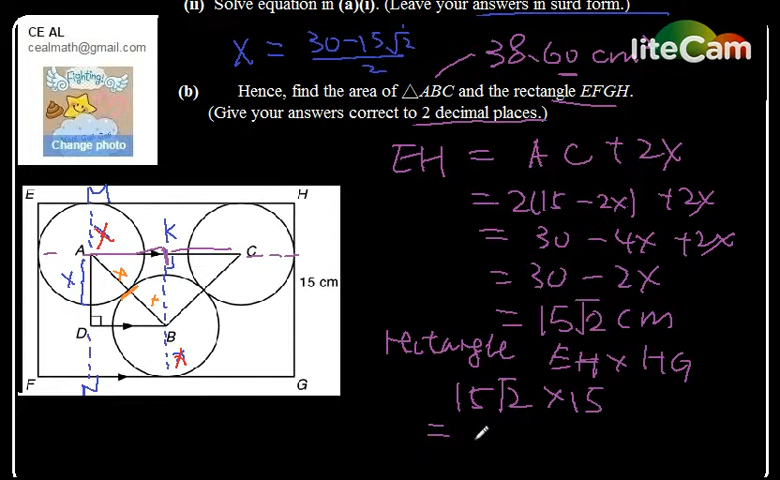 (ii) Solve equation in (a)(i). (Leave your answers in surd form.)
CE AL
cealmath@gmail.com
Fighting!
Change photo
x = 30-15√2 / 2
38.60 cm
liteCam
(b) Hence, find the area of △ABC and the rectangle EFGH.
(Give your answers correct to 2 decimal places.)
EH = AC + 2x
= 2(15 - 2x) + 2x
= 30 - 4x + 2x
= 30 - 2x
= 15√2 cm
rectangle EH × HG
15√2 × 15
=
E H
M
x K
A C
x x
x 15 cm
D B
x
F N G